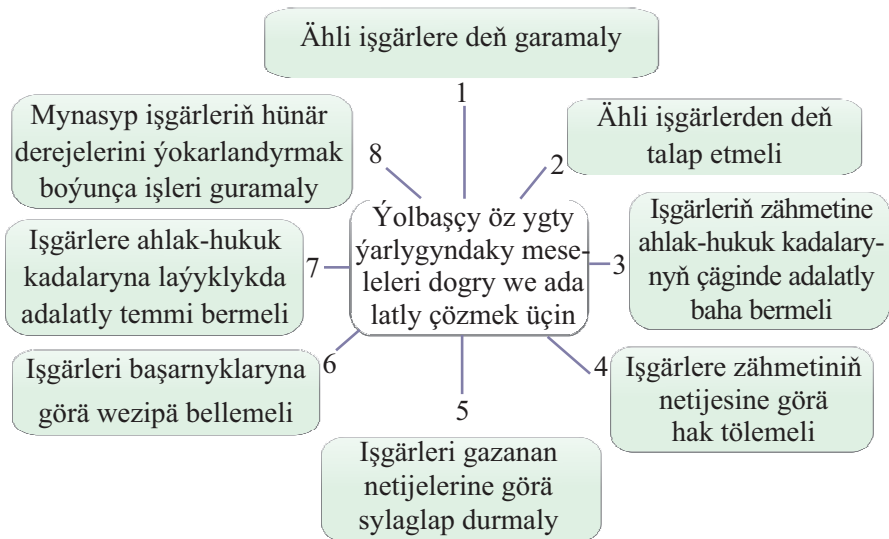 Ähli işgärlere deň garamaly
1
Mynasyp işgärleriň hünär
derejelerini ýokarlandyrmak
boýunça işleri guramaly
8
2
Ähli işgärlerden deň
talap etmeli
Ýolbaşçy öz ygty
ýarlygyndaky mese-
leleri dogry we ada
latly çözmek üçin
Işgärlere ahlak-hukuk
kadalaryna laýyklykda
adalatly temmi bermeli
7
3
Işgärleriň zähmetine
ahlak-hukuk kadalary-
nyň çäginde adalatly
baha bermeli
Işgärleri başarnyklaryna
görä wezipä bellemeli
6
4
Işgärlere zähmetiniň
netijesine görä
hak tölemeli
5
Işgärleri gazanan
netijelerine görä
sylaglap durmaly